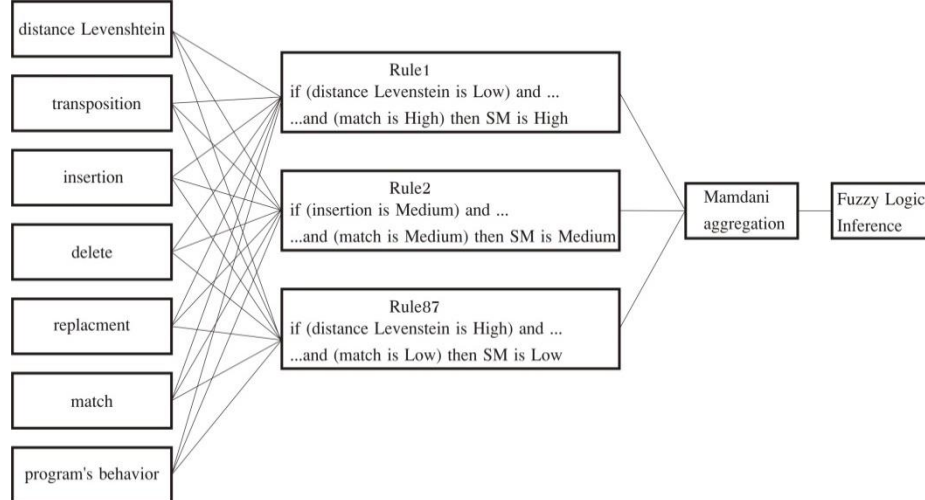 distance Levenshtein
transposition
insertion
delete
replacment
match
program's behavior
Rule1
if (distance Levenstein is Low) and ...
...and (match is High) then SM is High
Rule2
if (insertion is Medium) and ...
...and (match is Medium) then SM is Medium
Rule87
if (distance Levenstein is High) and ...
...and (match is Low) then SM is Low
Mamdani
aggregation
Fuzzy Logic
Inference